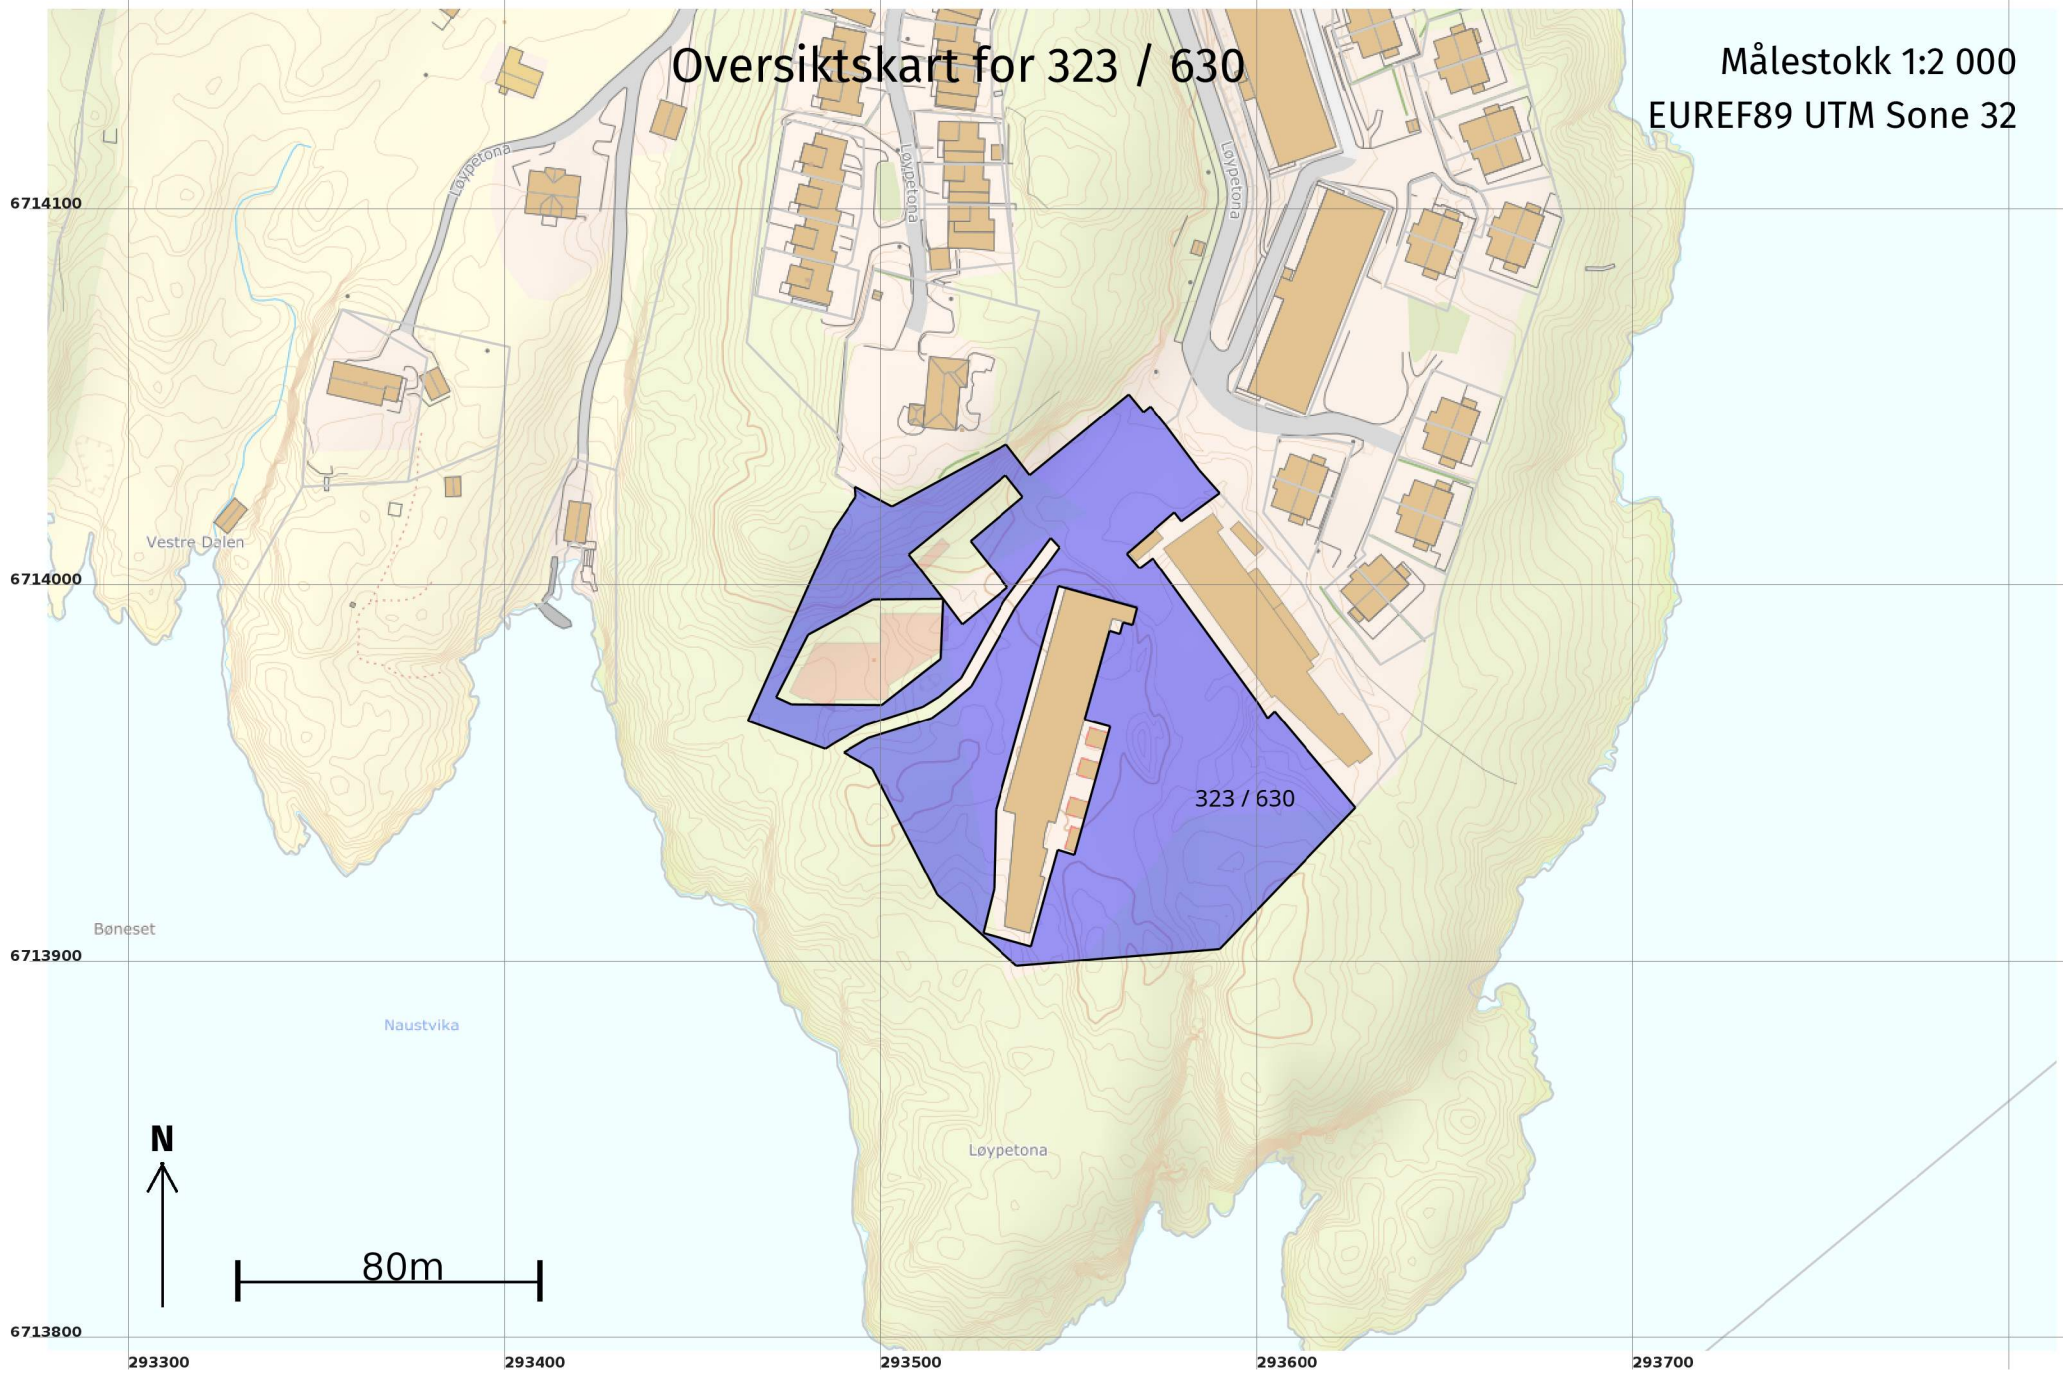 Oversiktskart for 323 / 630
Målestokk 1:2 000
EUREF89 UTM Sone 32
Løypetona
Løypetona
Løypetona
6714100
Vestre Dalen
6714000
323 / 630
Bøneset
6713900
Naustvika
N
Løypetona
80m
6713800
293300
293400
293500
293600
293700